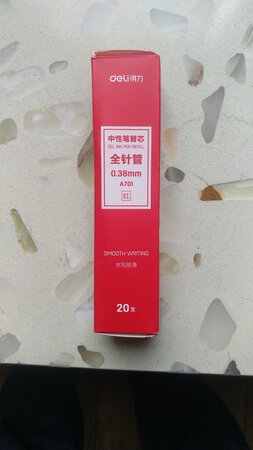 deli得力
中性笔替芯
GEL INK PEN REFILL
全针管
0.38mm
A701
红
SMOOTH WRITING
书写顺滑
20支